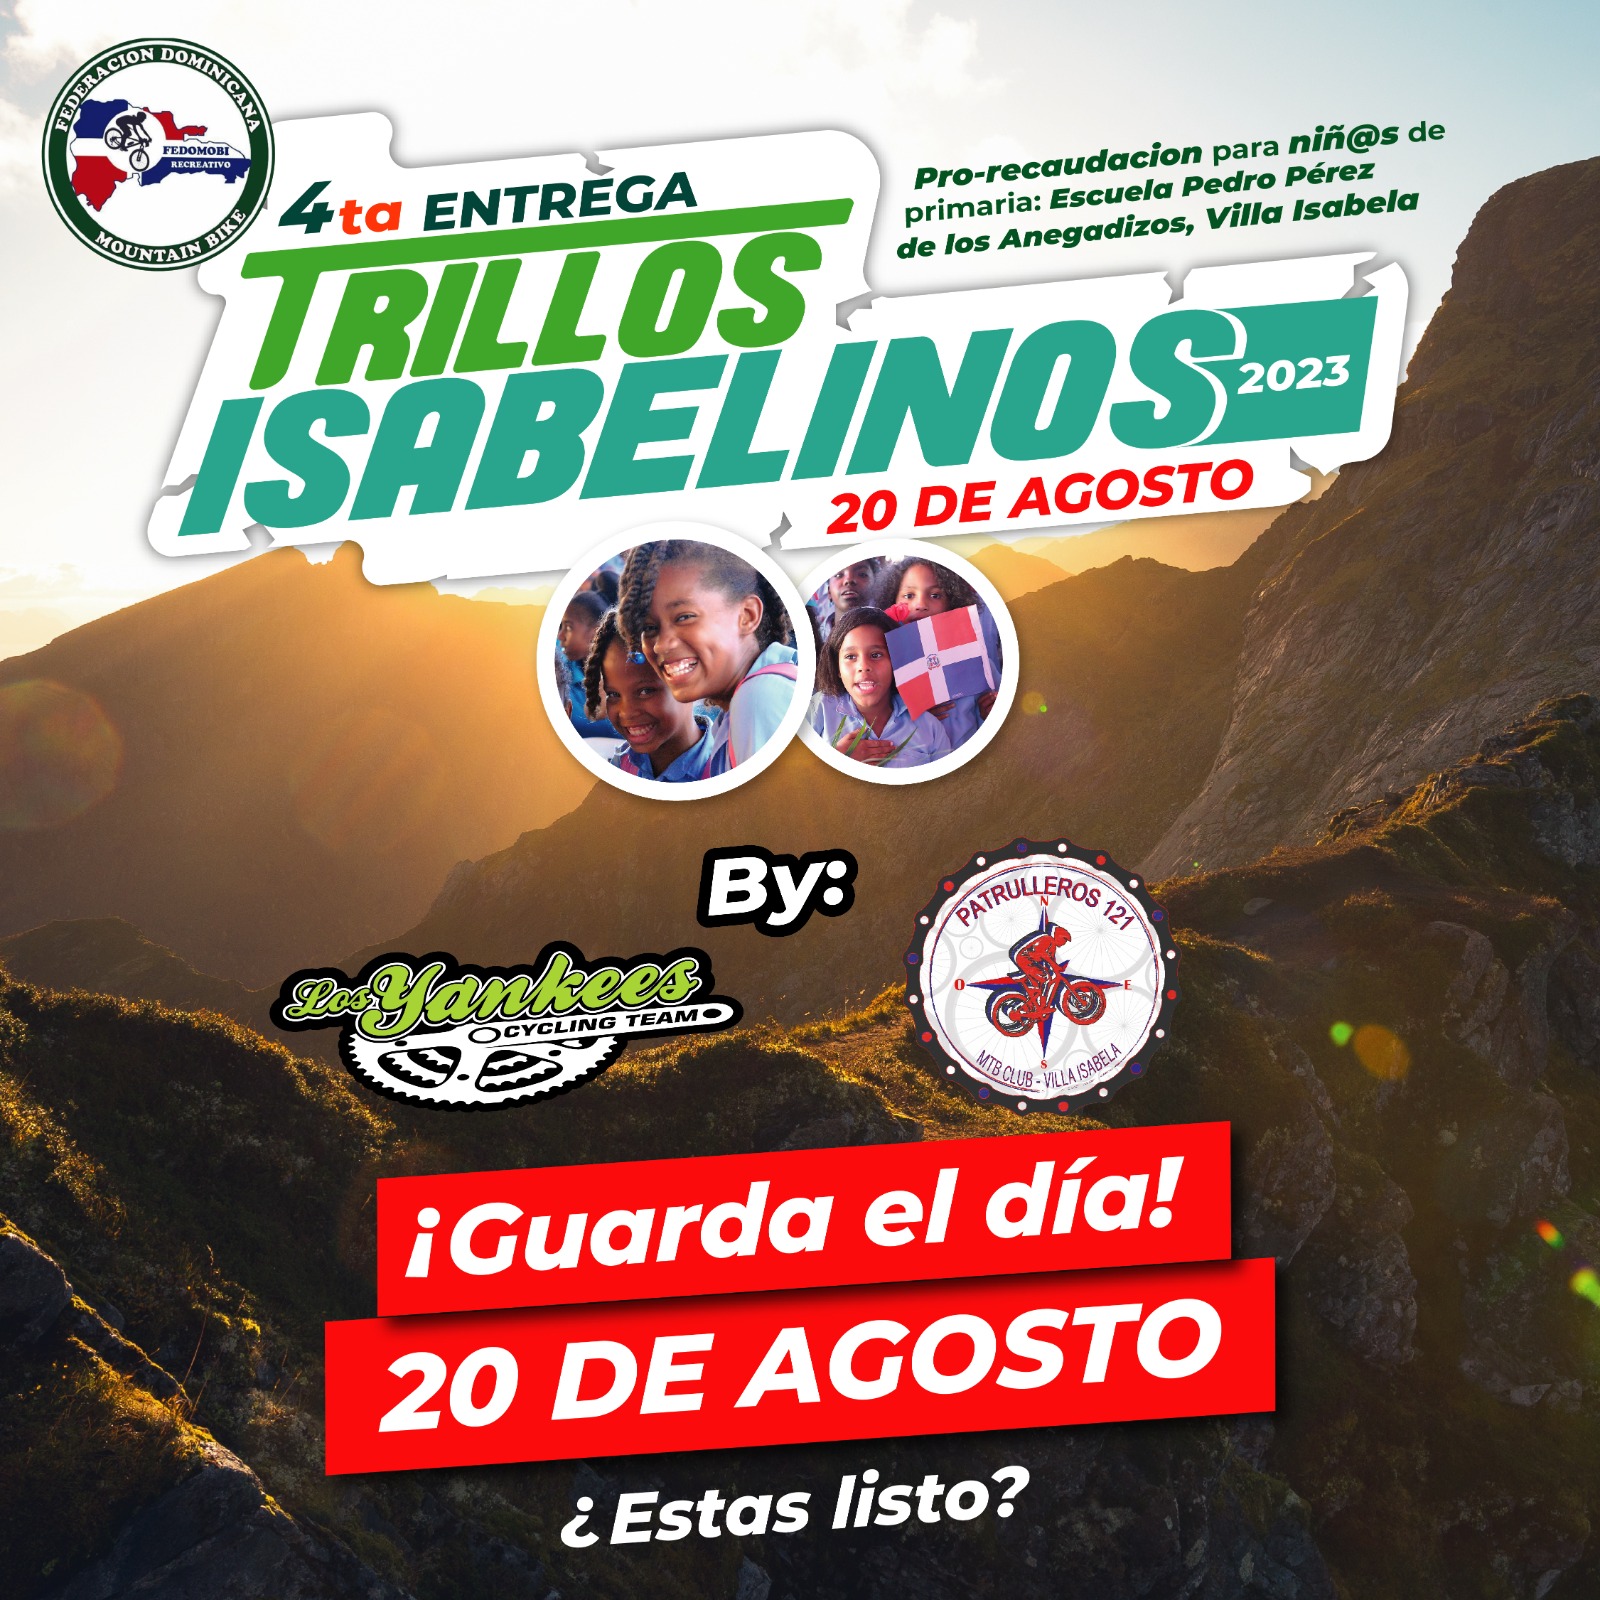 FEDERACION DOMINICANA
FEDOMOBI
RECREATIVO
MOUNTAIN BIKE
4ta ENTREGA
TRILLOS
ISABELINOS
2023
20 DE AGOSTO
Pro-recaudacion para niñ@s de
primaria: Escuela Pedro Pérez
de los Anegadizos, Villa Isabela
By:
Los Yankees
CYCLING TEAM
PATRULLEROS 121
N
O
E
S
MTB CLUB - VILLA ISABELA
¡Guarda el día!
20 DE AGOSTO
¿Estas listo?